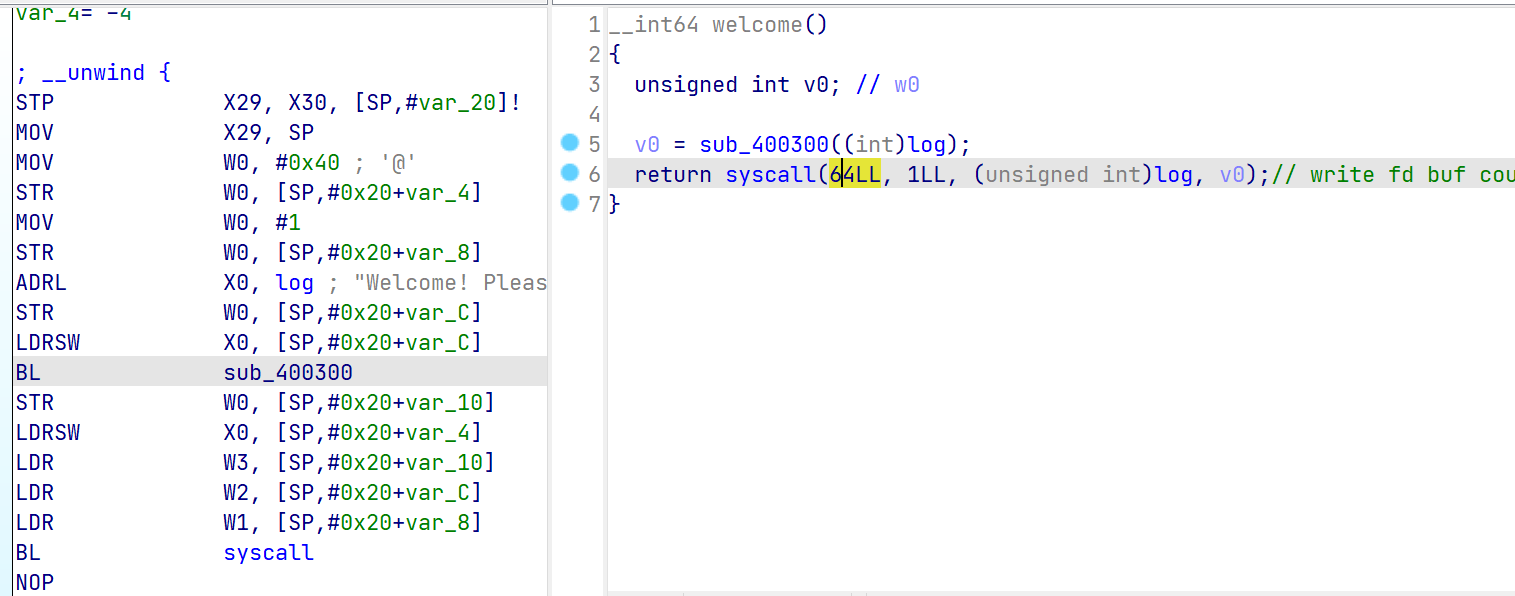 var_4= -4
; __unwind {
STP X29, X30, [SP,#var_20]!
MOV X29, SP
MOV W0, #0x40 ; '@'
STR W0, [SP,#0x20+var_4]
MOV W0, #1
STR W0, [SP,#0x20+var_8]
ADRL X0, log ; "Welcome! Pleas
STR W0, [SP,#0x20+var_C]
LDRSW X0, [SP,#0x20+var_C]
BL sub_400300
STR W0, [SP,#0x20+var_10]
LDRSW X0, [SP,#0x20+var_4]
LDR W3, [SP,#0x20+var_10]
LDR W2, [SP,#0x20+var_C]
LDR W1, [SP,#0x20+var_8]
BL syscall
NOP
1 __int64 welcome()
2 {
3 unsigned int v0; // w0
4
5 v0 = sub_400300((int)log);
6 return syscall(64LL, 1LL, (unsigned int)log, v0);// write fd buf cou
7 }